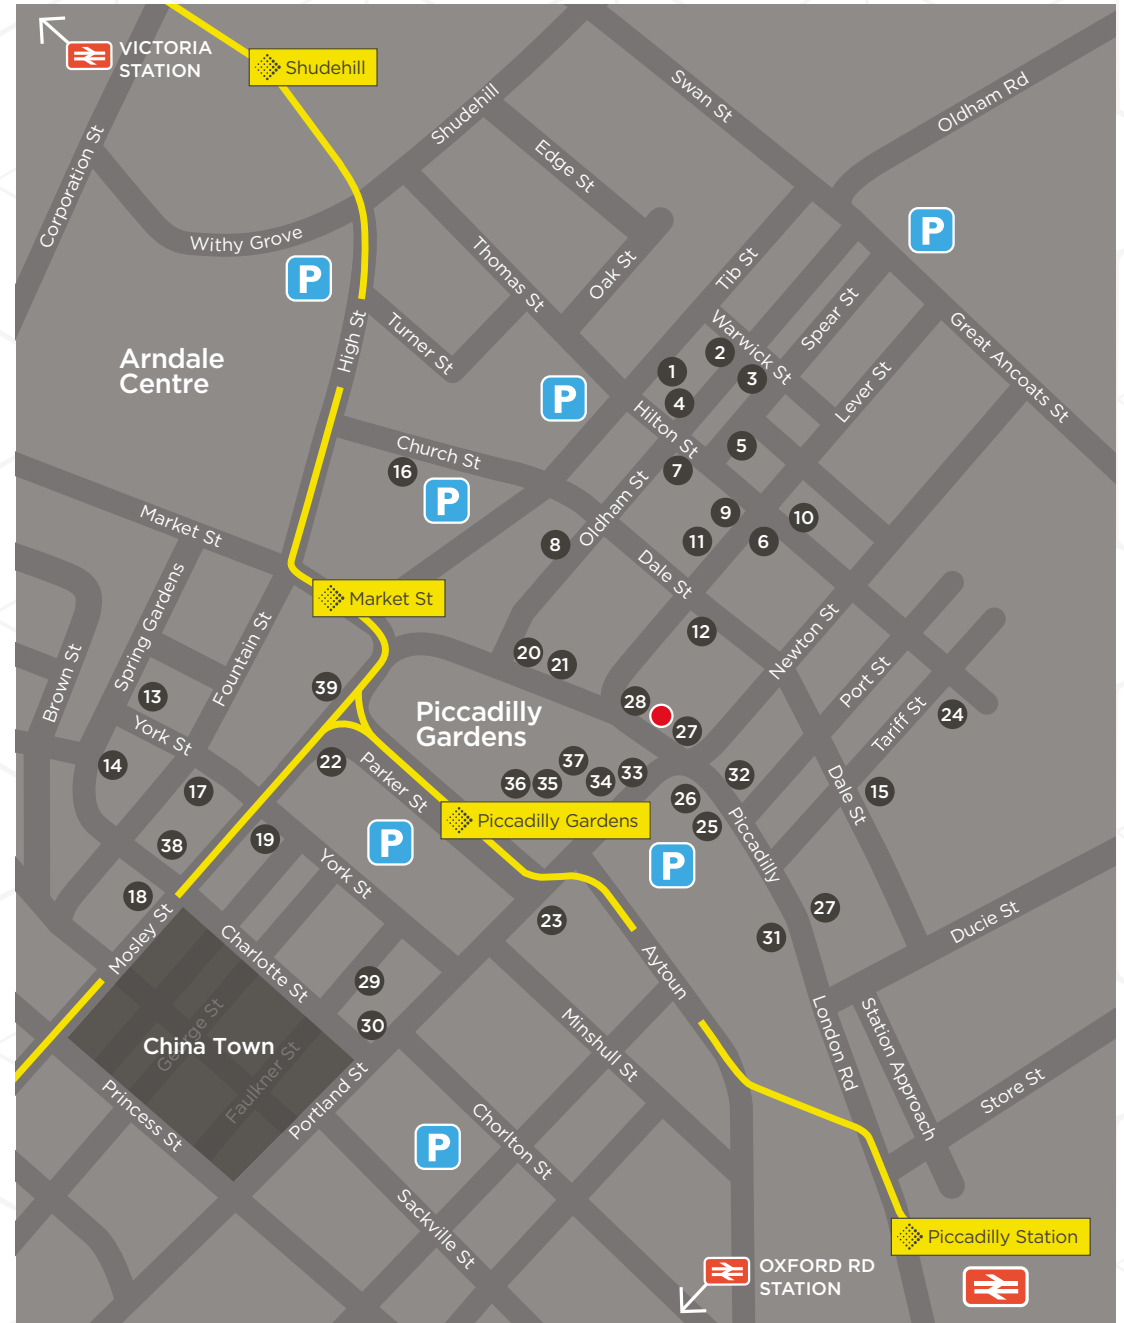 VICTORIA
STATION
Shudehill
Shudehill
Swan St
Oldham Rd
Edge St
Corporation St
Withy Grove
P
P
Thomas St
Oak St
Tib St
Spear St
Warwick St
Great Ancoats St
High St
Turner St
Arndale
Centre
1
2
3
4
P
Lever St
Hilton St
Church St
5
16
P
7
Oldham St
Market St
9
10
8
11
6
Dale St
Market St
Spring Gardens
Fountain St
Newton St
12
20
21
Brown St
13
39
Port St
28
27
Piccadilly
Gardens
24
Tariff St
York St
14
22
Parker St
37
36
35
34
33
32
17
26
15
Dale St
Piccadilly Gardens
25
Piccadilly
38
19
P
P
York St
18
23
27
31
Ducie St
Mosley St
Charlotte St
Aytoun
29
30
George St
China Town
Faulkner St
Minshull St
London Rd
Station Approach
Princess St
Portland St
Store St
Chorlton St
P
Sackville St
Piccadilly Station
OXFORD RD
STATION